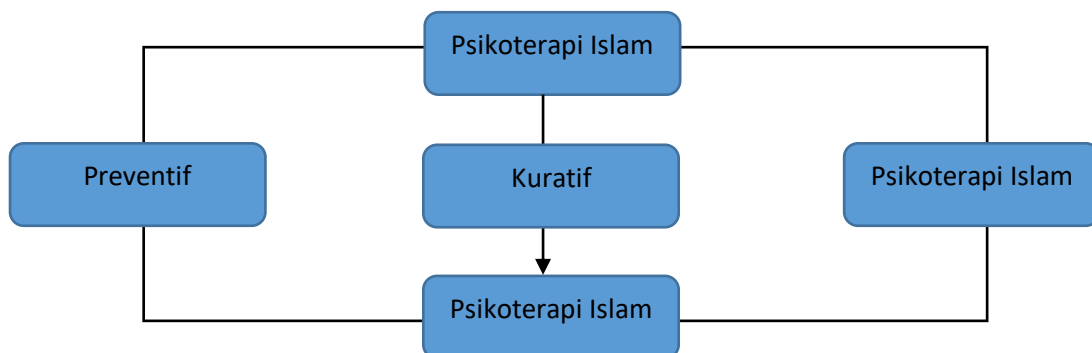 Psikoterapi Islam
Preventif
Kuratif
Psikoterapi Islam
Psikoterapi Islam